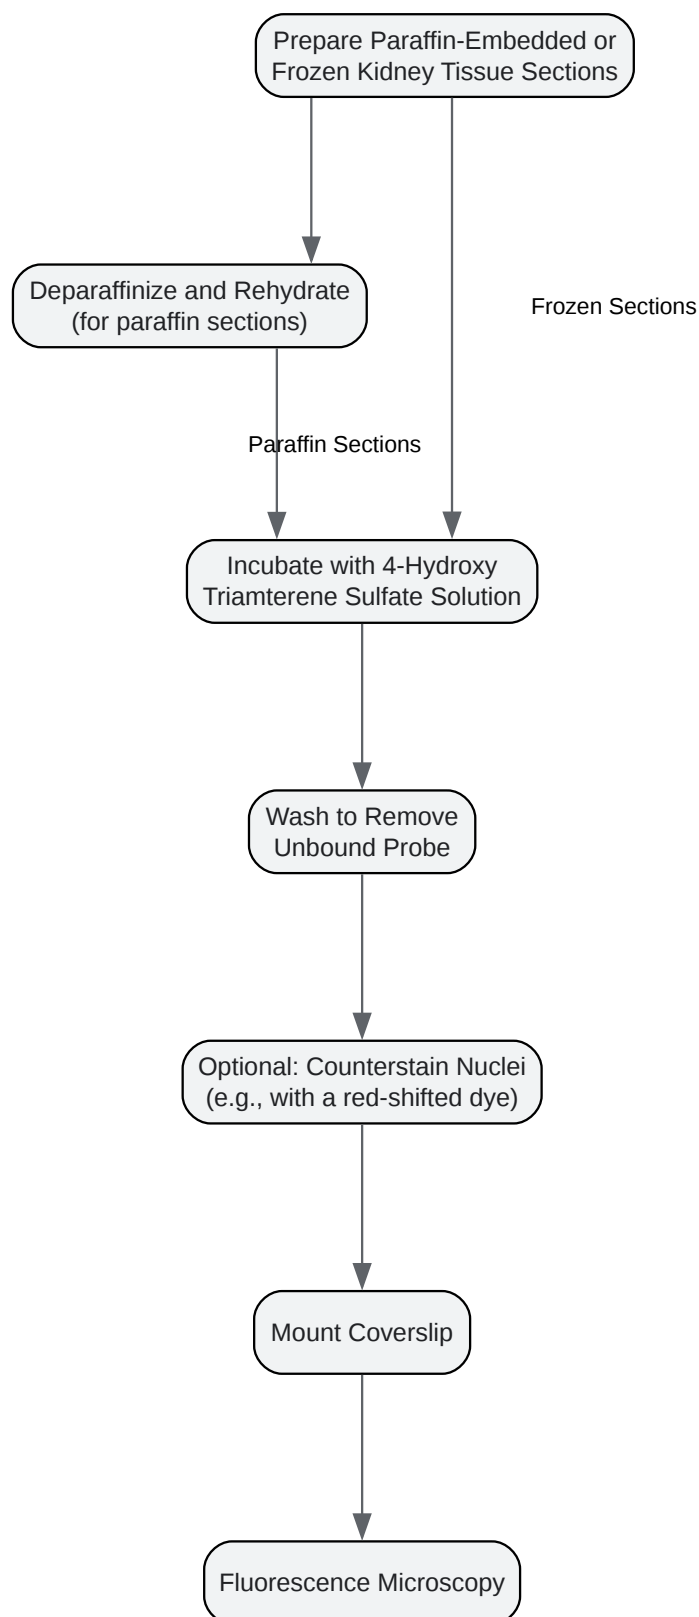 Prepare Paraffin-Embedded or
Frozen Kidney Tissue Sections
Deparaffinize and Rehydrate
(for paraffin sections)
Frozen Sections
Paraffin Sections
Incubate with 4-Hydroxy
Triamterene Sulfate Solution
Wash to Remove
Unbound Probe
Optional: Counterstain Nuclei
(e.g., with a red-shifted dye)
Mount Coverslip
Fluorescence Microscopy